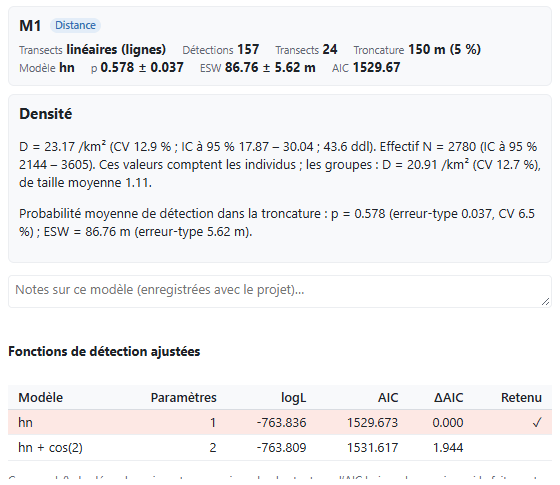 M1 Distance
Transects linéaires (lignes) Détections 157 Transects 24 Troncature 150 m (5 %)
Modèle hn p 0.578 ± 0.037 ESW 86.76 ± 5.62 m AIC 1529.67
Densité
D = 23.17 /km² (CV 12.9 % ; IC à 95 % 17.87 – 30.04 ; 43.6 ddl). Effectif N = 2780 (IC à 95 %
2144 – 3605). Ces valeurs comptent les individus ; les groupes : D = 20.91 /km² (CV 12.7 %),
de taille moyenne 1.11.
Probabilité moyenne de détection dans la troncature : p = 0.578 (erreur-type 0.037, CV 6.5
%) ; ESW = 86.76 m (erreur-type 5.62 m).
Notes sur ce modèle (enregistrées avec le projet)...
Fonctions de détection ajustées
Modèle Paramètres logL AIC ΔAIC Retenu
hn 1 -763.836 1529.673 0.000 ✓
hn + cos(2) 2 -763.809 1531.617 1.944